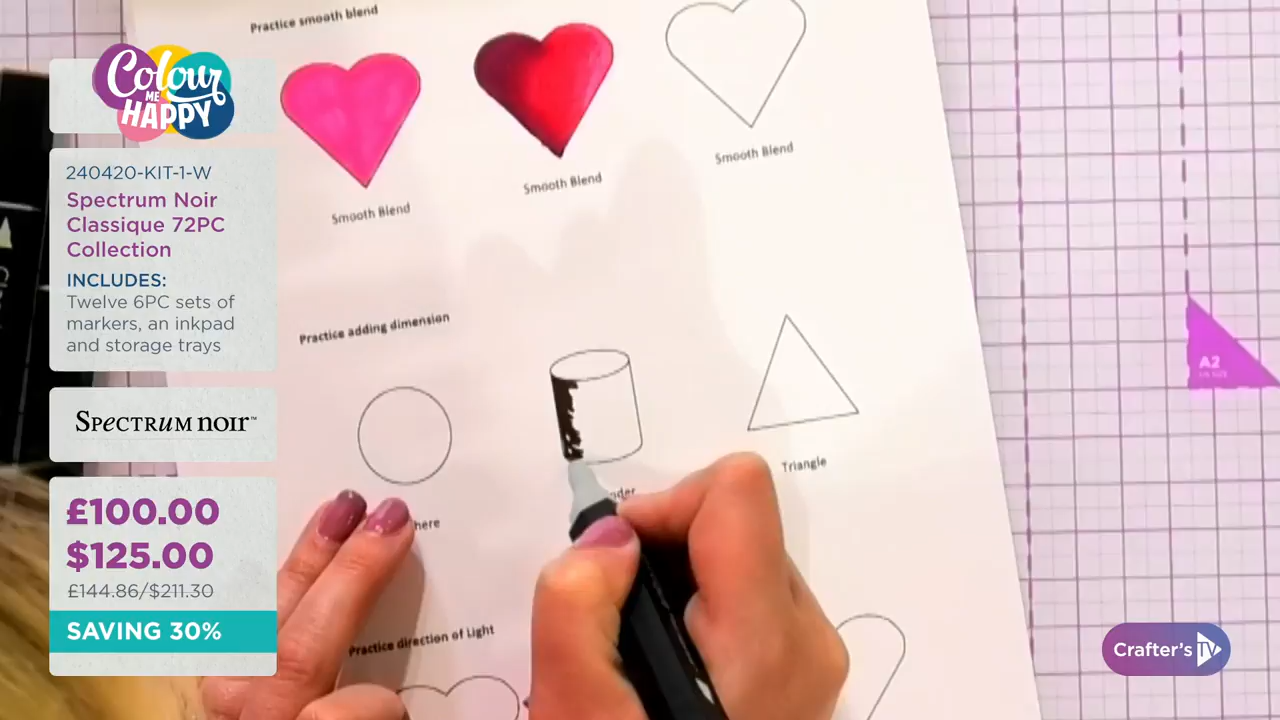 Practice smooth blend
Smooth Blend
Smooth Blend
Smooth Blend
Practice adding dimension
Triangle
Practice direction of Light
Colour
ME
HAPPY
240420-KIT-1-W
Spectrum Noir
Classique 72PC
Collection
INCLUDES:
Twelve 6PC sets of
markers, an inkpad
and storage trays
SPECTRUM NOIR™
£100.00
$125.00
£144.86/$211.30
SAVING 30%
A2
Crafter's TV